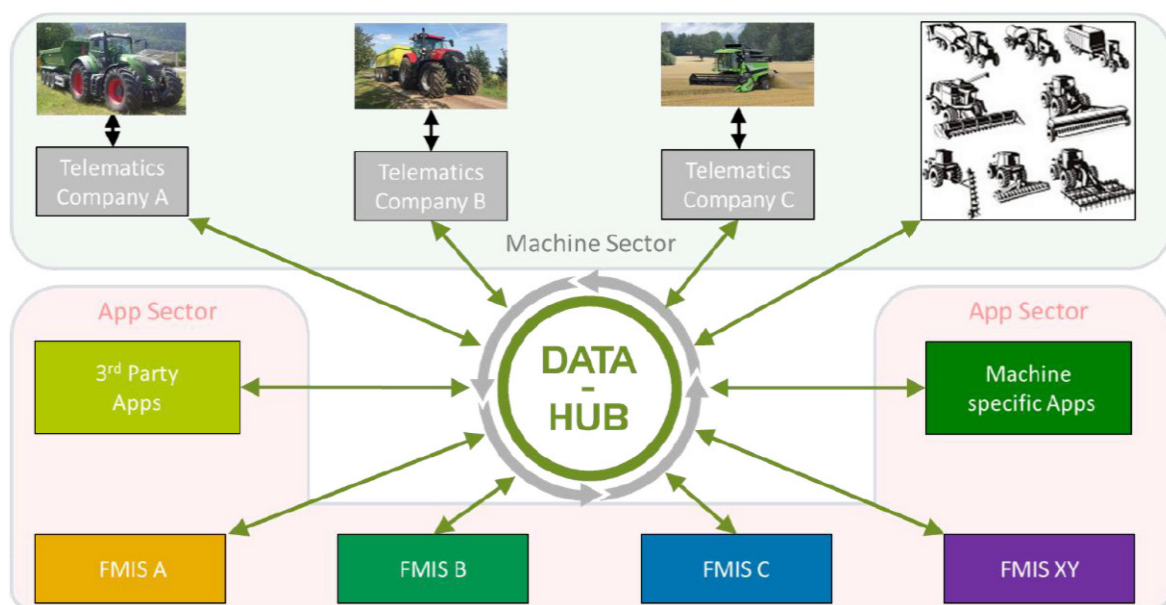 Telematics
Company A
Telematics
Company B
Telematics
Company C
Machine Sector
App Sector
App Sector
3rd Party
Apps
DATA
-
HUB
Machine
specific Apps
FMIS A
FMIS B
FMIS C
FMIS XY